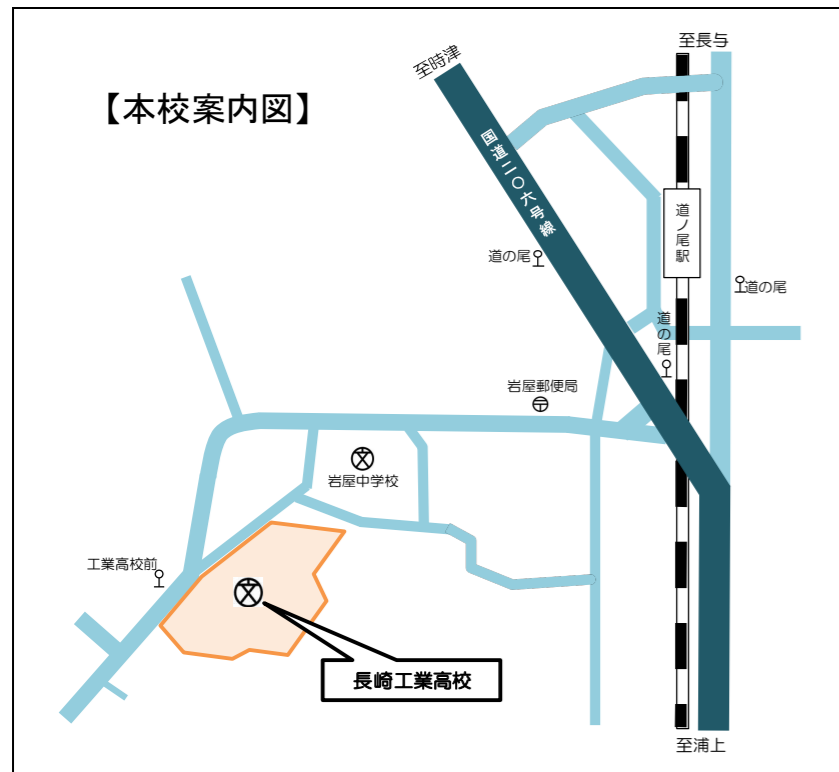 至長与
至時津
【本校案内図】
国道二〇六号線
道ノ尾駅
道の尾
道の尾
道の尾
岩屋郵便局
岩屋中学校
工業高校前
長崎工業高校
至浦上